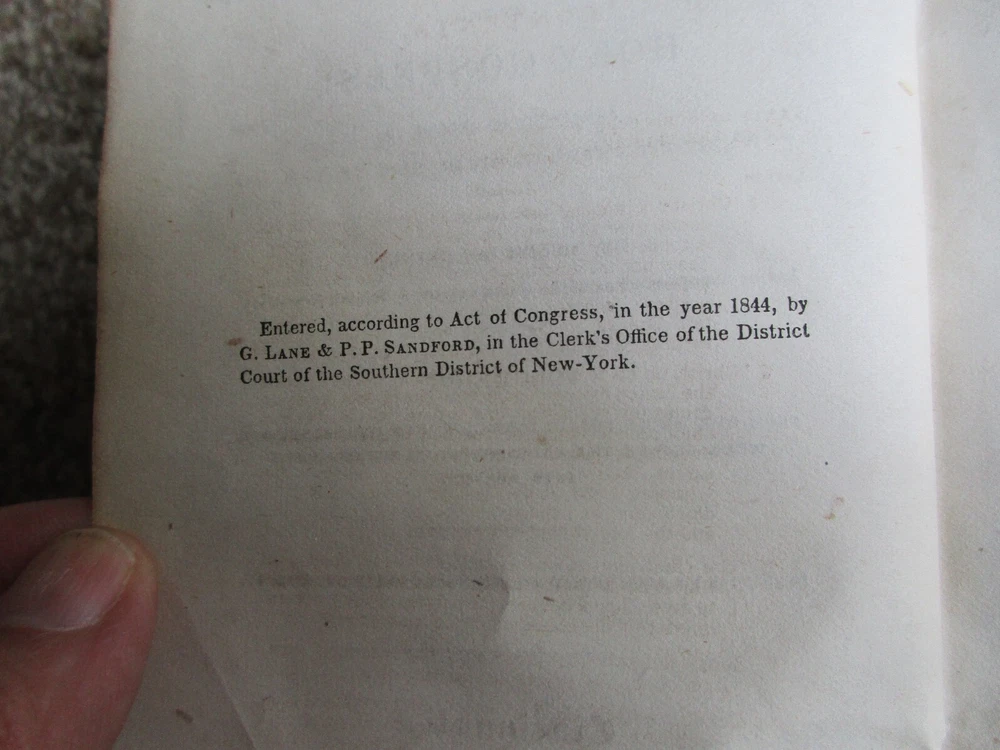 Entered, according to Act of Congress, in the year 1844, by
G. LANE & P. P. SANDFORD, in the Clerk's Office of the District
Court of the Southern District of New-York.